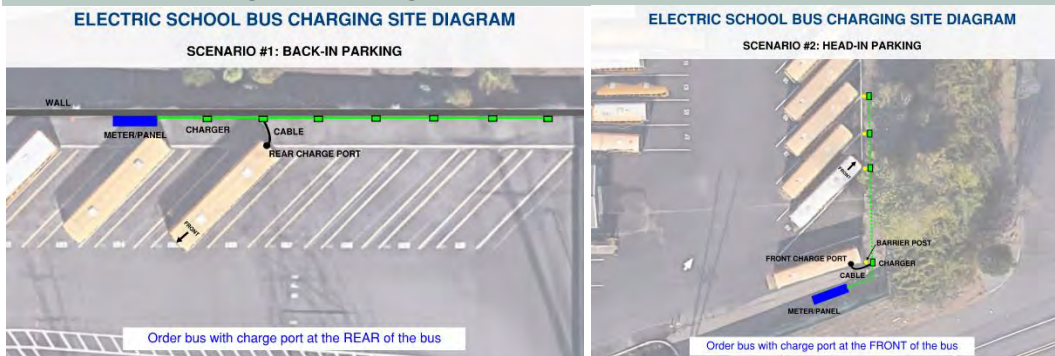 ELECTRIC SCHOOL BUS CHARGING SITE DIAGRAM
SCENARIO #1: BACK-IN PARKING
WALL
METER/PANEL
CHARGER
CABLE
REAR CHARGE PORT
FRONT
Order bus with charge port at the REAR of the bus
ELECTRIC SCHOOL BUS CHARGING SITE DIAGRAM
SCENARIO #2: HEAD-IN PARKING
FRONT
BARRIER POST
FRONT CHARGE PORT
CHARGER
CABLE
METER/PANEL
Order bus with charge port at the FRONT of the bus